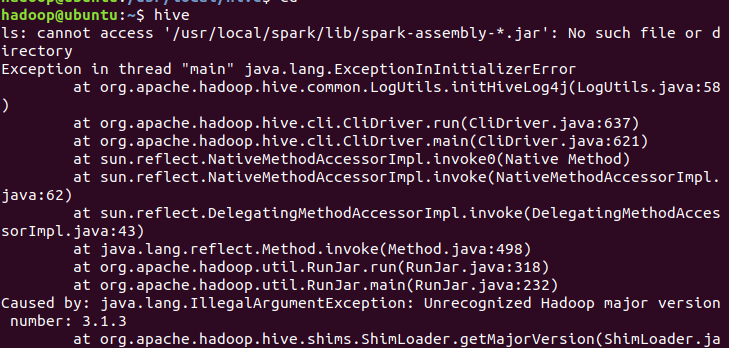 hadoop@ubuntu:~$ hive
ls: cannot access '/usr/local/spark/lib/spark-assembly-*.jar': No such file or d
irectory
Exception in thread "main" java.lang.ExceptionInInitializerError
        at org.apache.hadoop.hive.common.LogUtils.initHiveLog4j(LogUtils.java:58
)
        at org.apache.hadoop.hive.cli.CliDriver.run(CliDriver.java:637)
        at org.apache.hadoop.hive.cli.CliDriver.main(CliDriver.java:621)
        at sun.reflect.NativeMethodAccessorImpl.invoke0(Native Method)
        at sun.reflect.NativeMethodAccessorImpl.invoke(NativeMethodAccessorImpl.
java:62)
        at sun.reflect.DelegatingMethodAccessorImpl.invoke(DelegatingMethodAcces
sorImpl.java:43)
        at java.lang.reflect.Method.invoke(Method.java:498)
        at org.apache.hadoop.util.RunJar.run(RunJar.java:318)
        at org.apache.hadoop.util.RunJar.main(RunJar.java:232)
Caused by: java.lang.IllegalArgumentException: Unrecognized Hadoop major version
 number: 3.1.3
        at org.apache.hadoop.hive.shims.ShimLoader.getMajorVersion(ShimLoader.ja